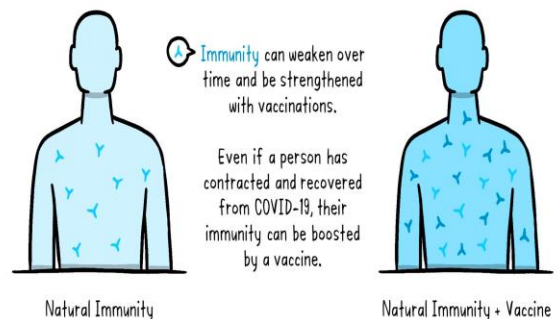 Immunity can weaken over
time and be strengthened
with vaccinations.
Even if a person has
contracted and recovered
from COVID-19, their
immunity can be boosted
by a vaccine.
Natural Immunity
Natural Immunity + Vaccine